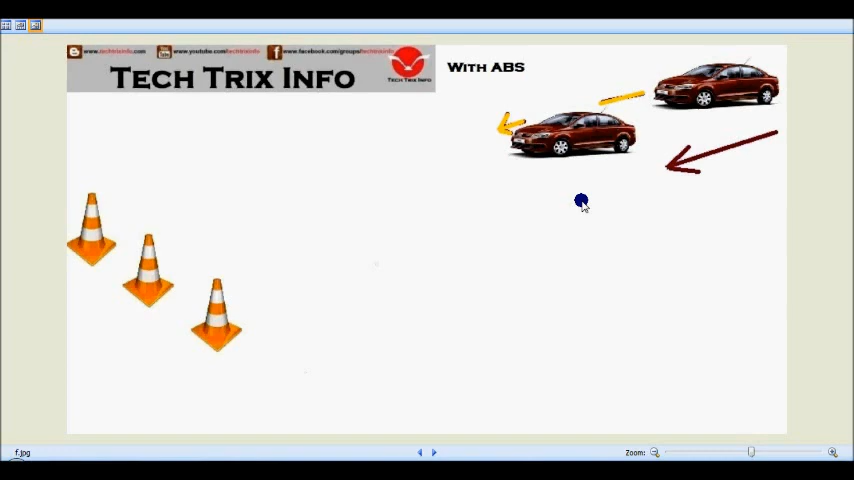 www.techtrixinfo.com
www.youtube.com/techtrixinfo
www.facebook.com/groups/techtrixinfo
TECH TRIX INFO
TECH TRIX INFO
WITH ABS
f.jpg
Zoom: